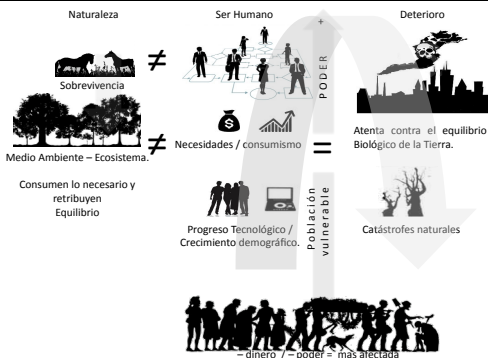 Naturaleza
Ser Humano
Deterioro
≠
+
Sobrevivencia
PODER
$
≠
Necesidades / consumismo
=
Atenta contra el equilibrio
Biológico de la Tierra.
Medio Ambiente – Ecosistema.
Consumen lo necesario y
retribuyen
Equilibrio
Población
vulnerable
Progreso Tecnológico /
Crecimiento demográfico.
Catástrofes naturales
– dinero / – poder = mas afectada